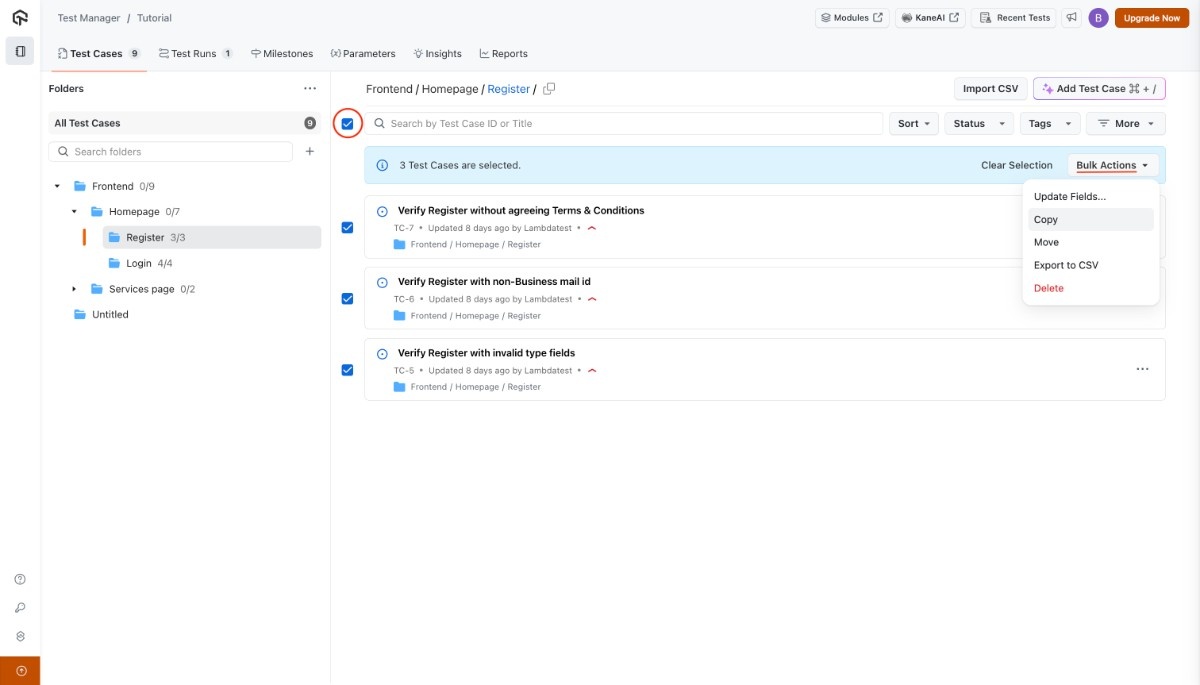 Test Manager / Tutorial
Modules
KaneAI
Recent Tests
B
Upgrade Now
Test Cases 9
Test Runs 1
Milestones
Parameters
Insights
Reports
Folders
All Test Cases 9
Search folders
Frontend 0/9
Homepage 0/7
Register 3/3
Login 4/4
Services page 0/2
Untitled
Frontend / Homepage / Register /
Import CSV
Add Test Case ⌘ + /
Search by Test Case ID or Title
Sort
Status
Tags
More
3 Test Cases are selected.
Clear Selection
Bulk Actions
Update Fields...
Copy
Move
Export to CSV
Delete
Verify Register without agreeing Terms & Conditions
TC-7 • Updated 8 days ago by Lambdatest •
Frontend / Homepage / Register
Verify Register with non-Business mail id
TC-6 • Updated 8 days ago by Lambdatest •
Frontend / Homepage / Register
Verify Register with invalid type fields
TC-5 • Updated 8 days ago by Lambdatest •
Frontend / Homepage / Register